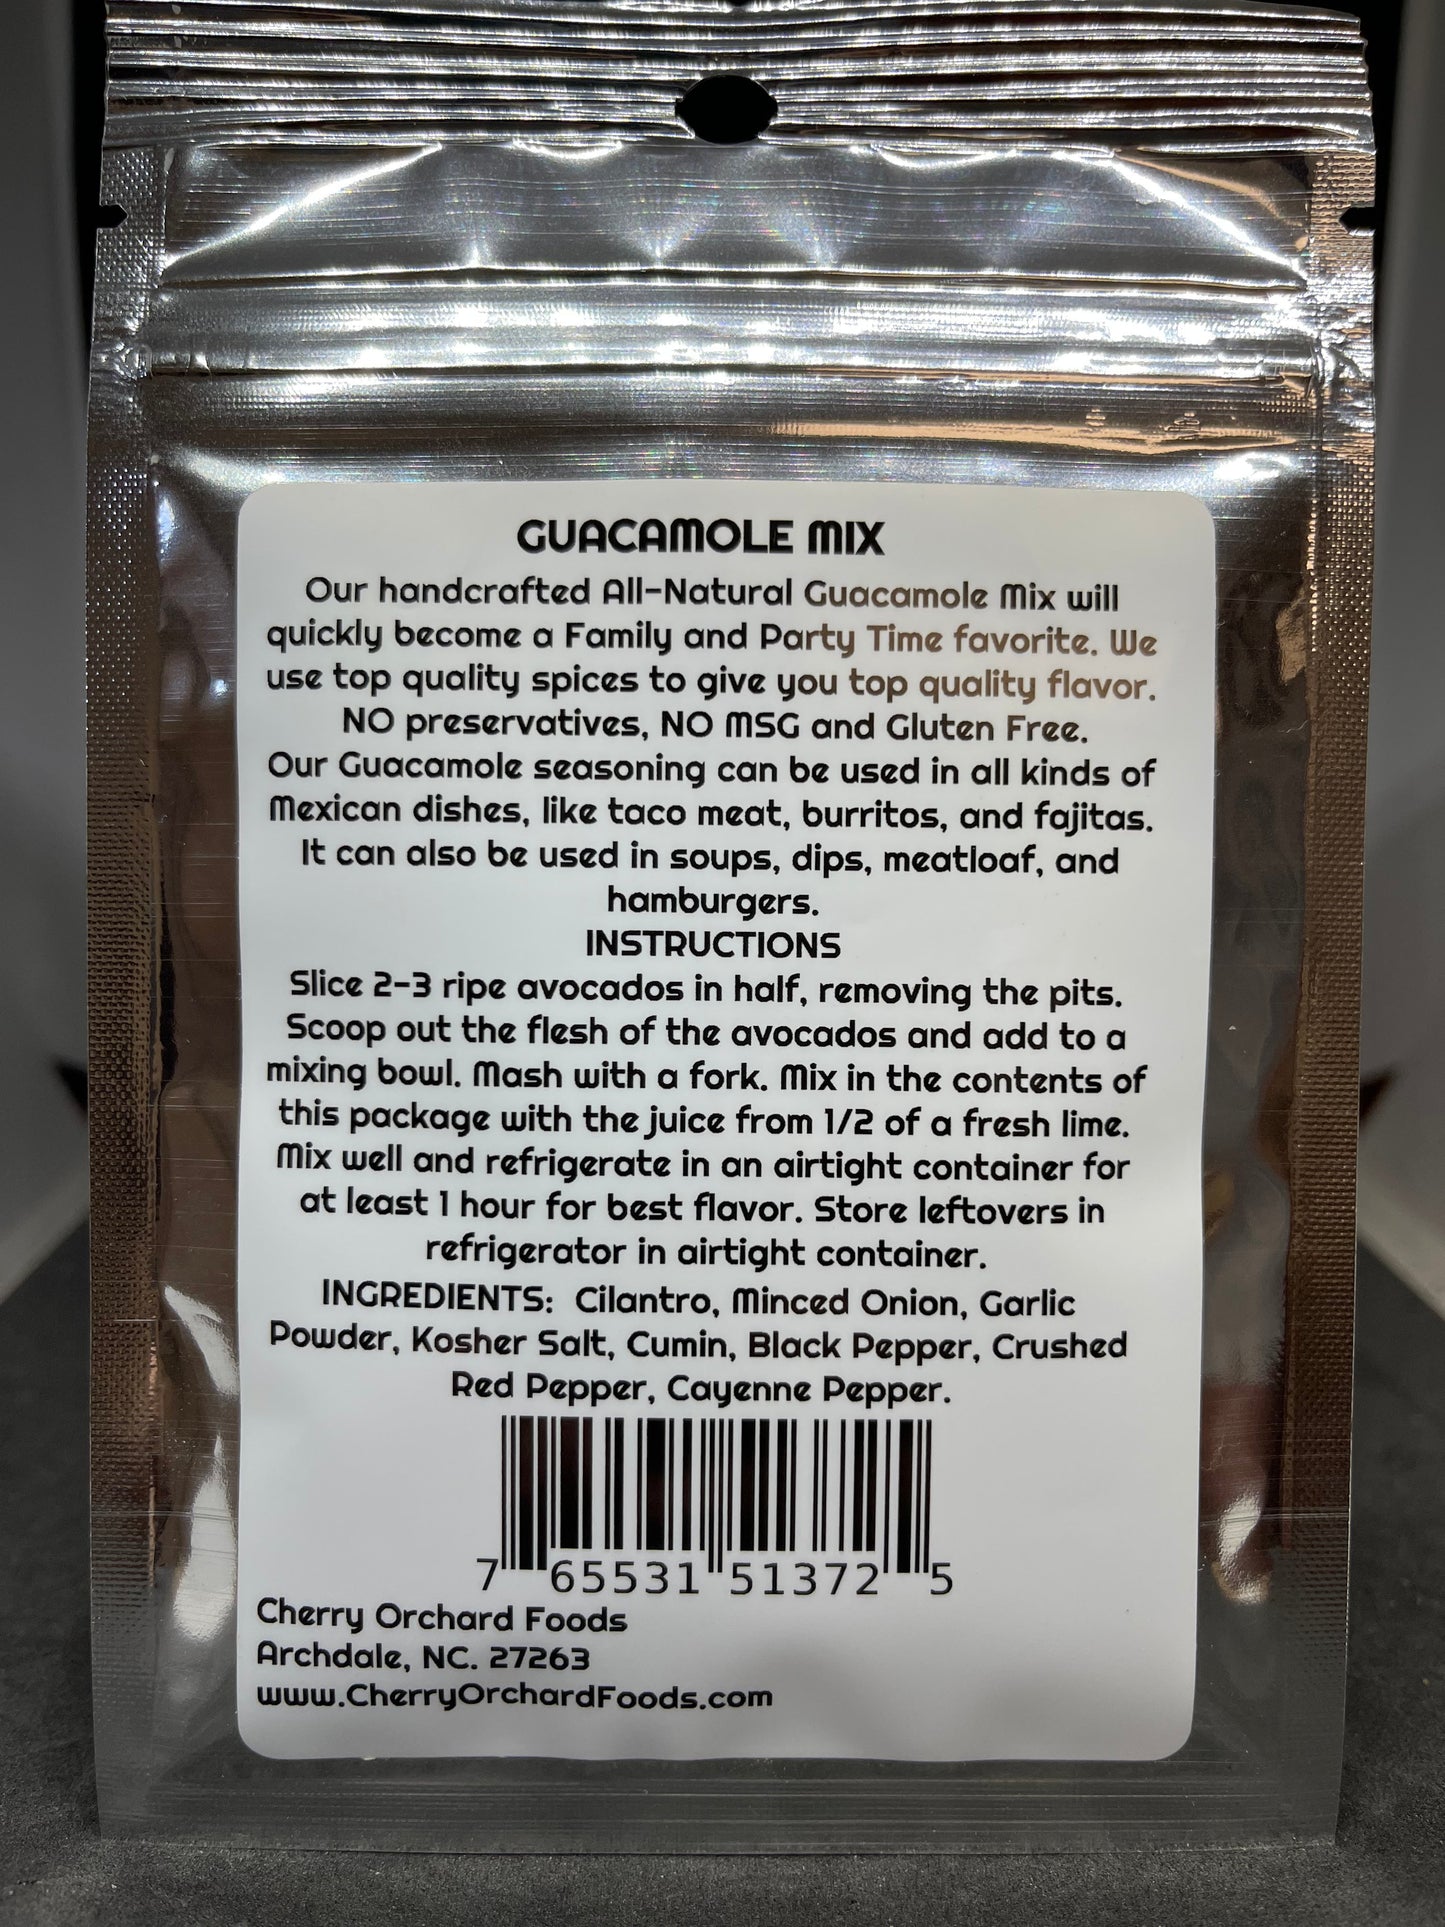 GUACAMOLE MIX
Our handcrafted All-Natural Guacamole Mix will
quickly become a Family and Party Time favorite. We
use top quality spices to give you top quality flavor.
NO preservatives, NO MSG and Gluten Free.
Our Guacamole seasoning can be used in all kinds of
Mexican dishes, like taco meat, burritos, and fajitas.
It can also be used in soups, dips, meatloaf, and
hamburgers.
INSTRUCTIONS
Slice 2-3 ripe avocados in half, removing the pits.
Scoop out the flesh of the avocados and add to a
mixing bowl. Mash with a fork. Mix in the contents of
this package with the juice from 1/2 of a fresh lime.
Mix well and refrigerate in an airtight container for
at least 1 hour for best flavor. Store leftovers in
refrigerator in airtight container.
INGREDIENTS: Cilantro, Minced Onion, Garlic
Powder, Kosher Salt, Cumin, Black Pepper, Crushed
Red Pepper, Cayenne Pepper.
7 65531 51372 5
Cherry Orchard Foods
Archdale, NC. 27263
www.CherryOrchardFoods.com